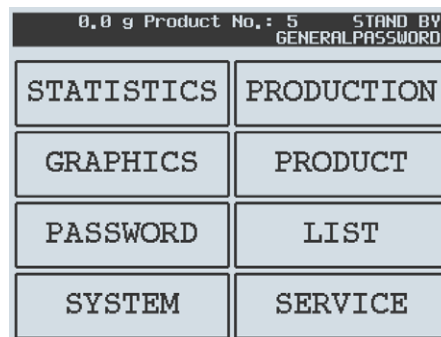 0.0 g Product No.: 5 STAND BY
GENERALPASSWORD
STATISTICS PRODUCTION
GRAPHICS PRODUCT
PASSWORD LIST
SYSTEM SERVICE